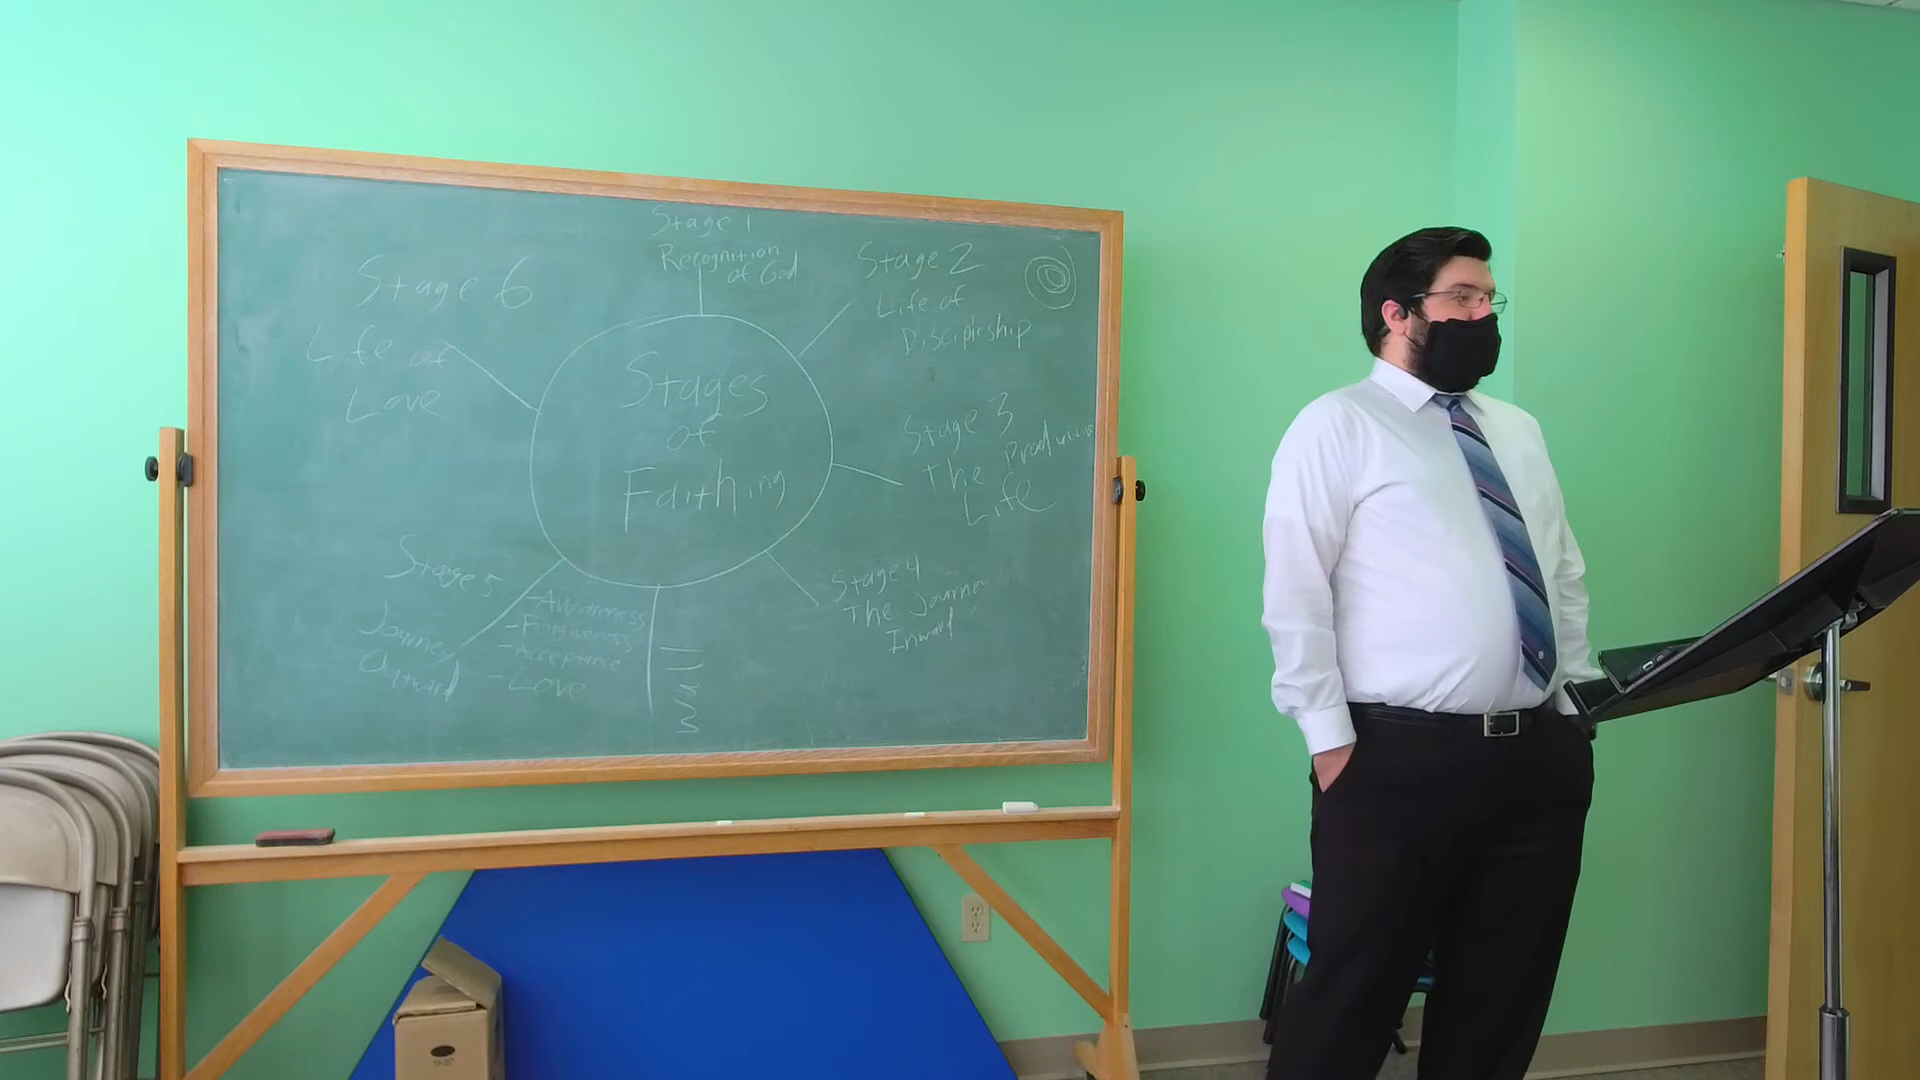 Stages
of
Faithing
Stage 1
Recognition
of God
Stage 2
Life of
Discipleship
Stage 3
The Productive
Life
Stage 4
The Journey
Inward
Stage 5
Journey
Outward
- Awareness
- Forgiveness
- Acceptance
- Love
Stage 6
Life of
Love